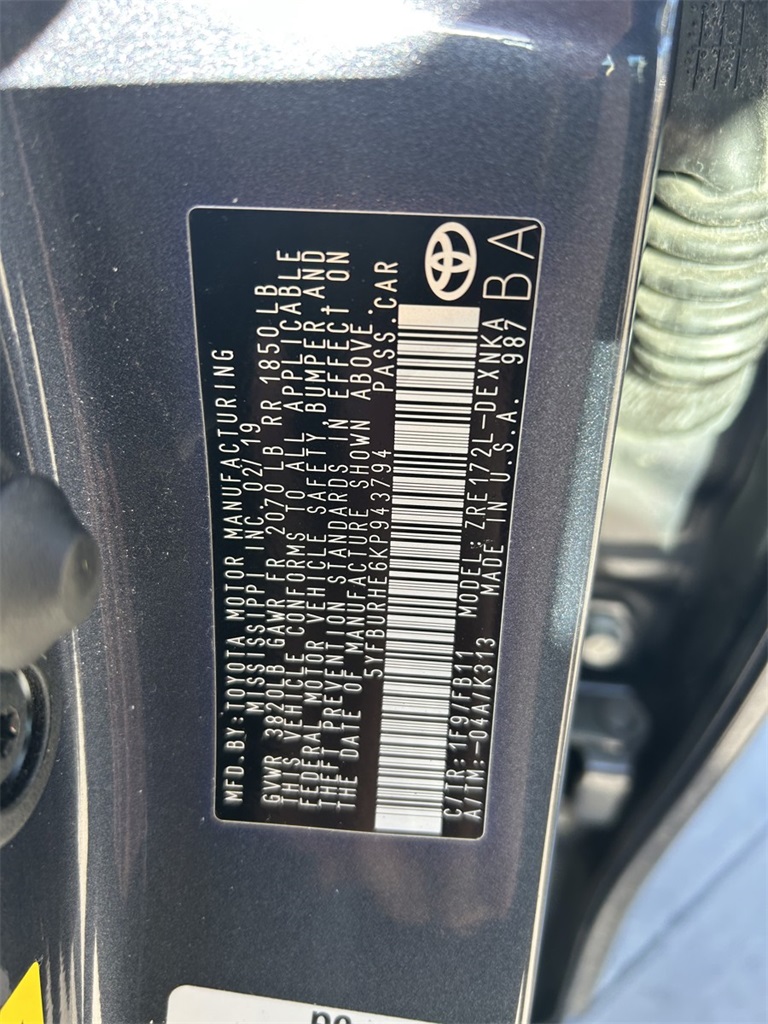 MFD.BY:TOYOTA MOTOR MANUFACTURING
MISSISSIPPI INC. 02/19
GVWR 3820LB GAWR FR 2070 LB RR 1850 LB
THIS VEHICLE CONFORMS TO ALL APPLICABLE
FEDERAL MOTOR VEHICLE SAFETY BUMPER AND
THEFT PREVENTION STANDARDS IN EFFECT ON
THE DATE OF MANUFACTURE SHOWN ABOVE.
5YFBURHE6KP943794 PASS.CAR
C/TR:1F97FB11 MODEL:ZRE172L-DEXNKA
A/TM:-04A/K313 MADE IN U.S.A. 987
BA